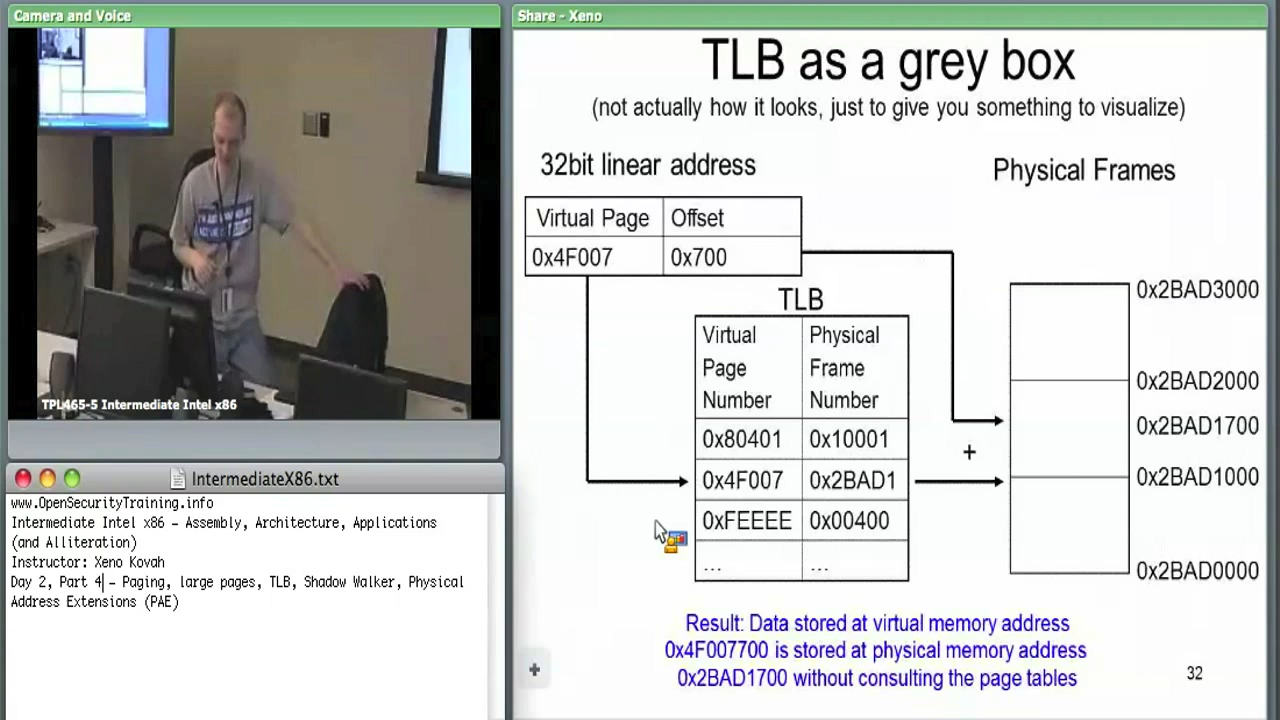 Camera and Voice
TPL465-5 Intermediate Intel x86
IntermediateX86.txt
www.OpenSecurityTraining.info
Intermediate Intel x86 – Assembly, Architecture, Applications
(and Alliteration)
Instructor: Xeno Kovah
Day 2, Part 4 – Paging, large pages, TLB, Shadow Walker, Physical
Address Extensions (PAE)
Share - Xeno
TLB as a grey box
(not actually how it looks, just to give you something to visualize)
32bit linear address
Physical Frames
Virtual Page Offset
0x4F007 0x700
TLB
Virtual Physical
Page Frame
Number Number
0x80401 0x10001
0x4F007 0x2BAD1
0xFEEEE 0x00400
... ...
+
0x2BAD3000
0x2BAD2000
0x2BAD1700
0x2BAD1000
0x2BAD0000
Result: Data stored at virtual memory address
0x4F007700 is stored at physical memory address
0x2BAD1700 without consulting the page tables
32